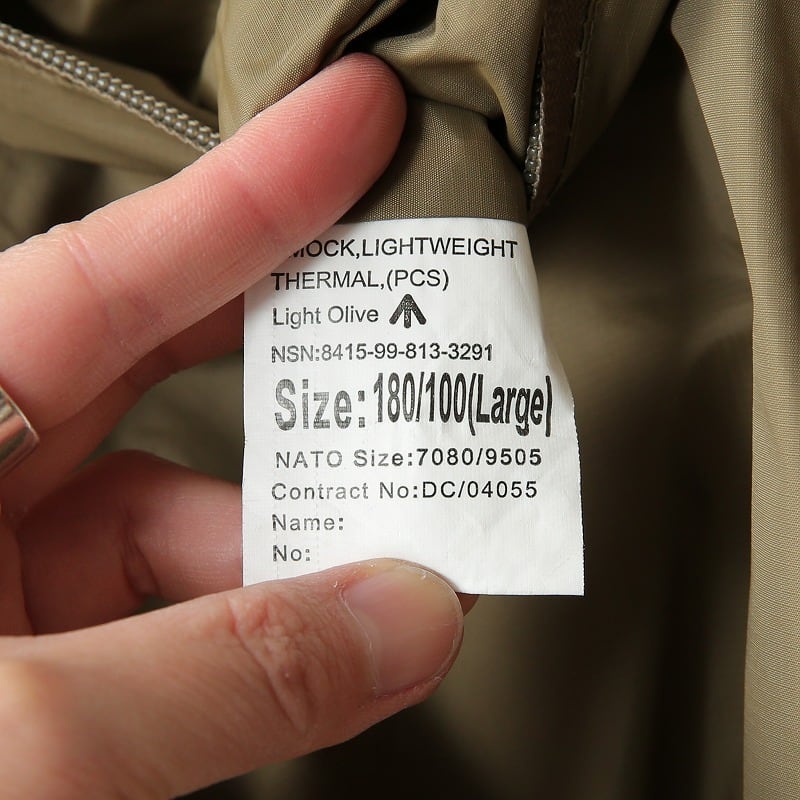 SMOCK,LIGHTWEIGHT
THERMAL,(PCS)
Light Olive
NSN:8415-99-813-3291
Size:180/100(Large)
NATO Size:7080/9505
Contract No:DC/04055
Name:
No: